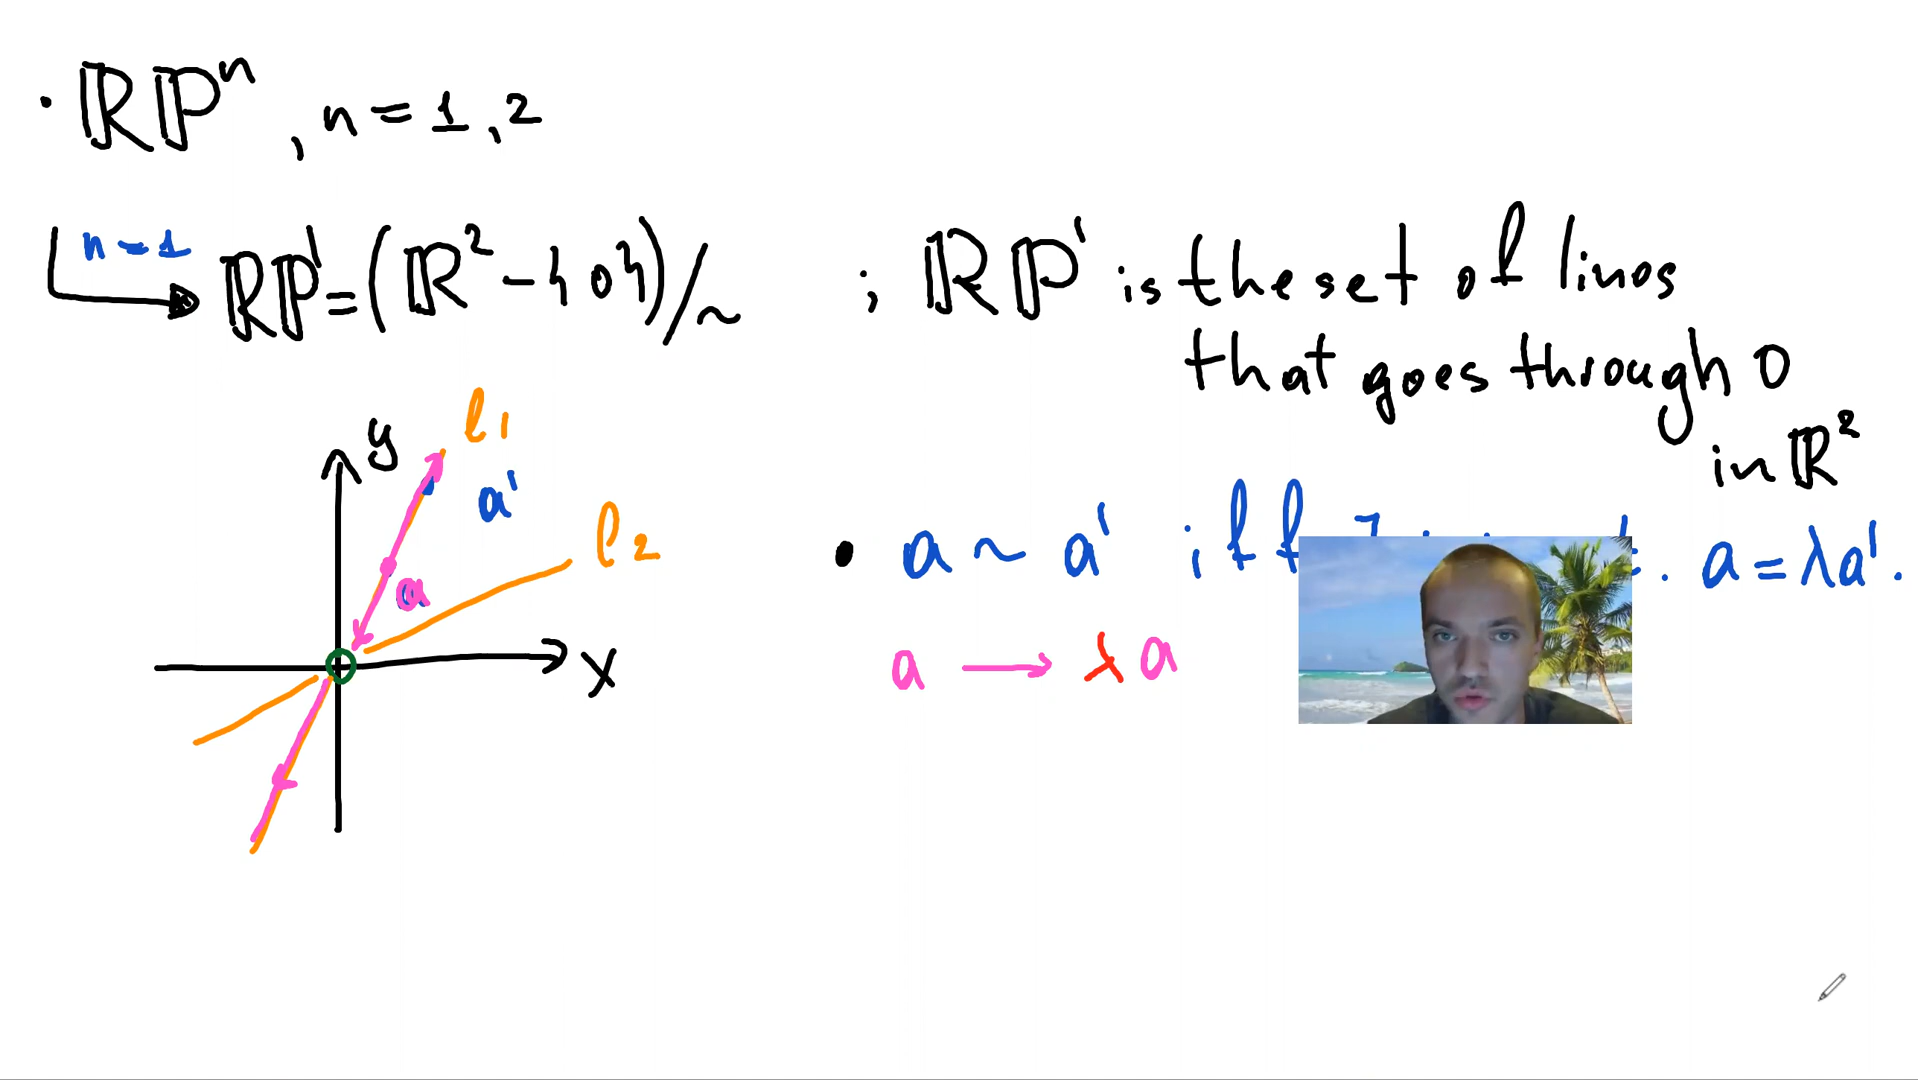 · ℝℙⁿ, n = 1, 2
n = 1
ℝℙ¹ = (ℝ² - {0}) / ~ ; ℝℙ¹ is the set of lines
that goes through 0
in ℝ²
y
l1
a'
l2
a
x
• a ~ a' iff . a = λa'.
a → λa